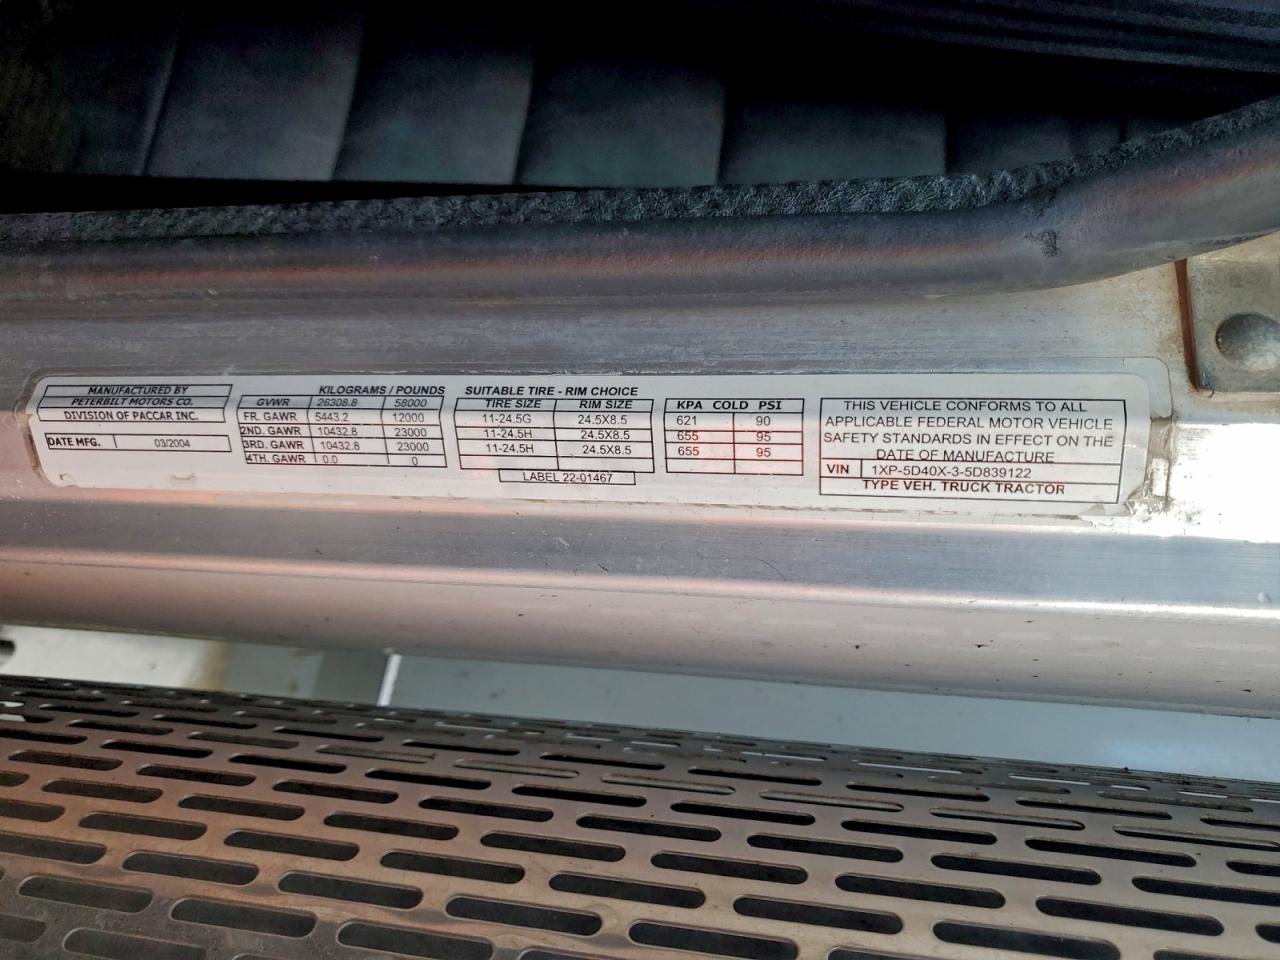 MANUFACTURED BY
PETERBILT MOTORS CO.
DIVISION OF PACCAR INC.
DATE MFG. 03/2004
KILOGRAMS / POUNDS
GVWR 26308.8 58000
FR. GAWR 5443.2 12000
2ND. GAWR 10432.8 23000
3RD. GAWR 10432.8 23000
4TH. GAWR 0.0 0
SUITABLE TIRE - RIM CHOICE
TIRE SIZE RIM SIZE
11-24.5G 24.5X8.5
11-24.5H 24.5X8.5
11-24.5H 24.5X8.5
LABEL 22-01467
KPA COLD PSI
621 90
655 95
655 95
THIS VEHICLE CONFORMS TO ALL
APPLICABLE FEDERAL MOTOR VEHICLE
SAFETY STANDARDS IN EFFECT ON THE
DATE OF MANUFACTURE
VIN 1XP-5D40X-3-5D839122
TYPE VEH. TRUCK TRACTOR